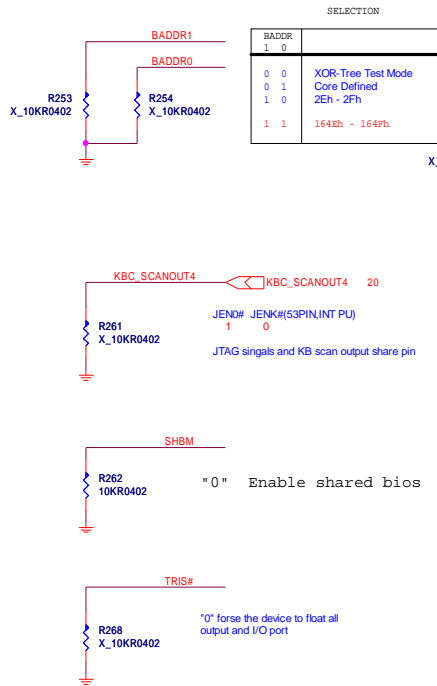 SELECTION
BADDR1
BADDR
1 0
BADDR0
0 0 XOR-Tree Test Mode
0 1 Core Defined
1 0 2Eh - 2Fh
1 1 164Eh - 164Fh
R253
X_10KR0402
R254
X_10KR0402
X_
KBC_SCANOUT4
KBC_SCANOUT4 20
JEN0# JENK#(53PIN,INT PU)
1 0
R261
X_10KR0402
JTAG singals and KB scan output share pin
SHBM
R262
10KR0402
"0" Enable shared bios
TRIS#
"0" forse the device to float all
output and I/O port
R268
X_10KR0402